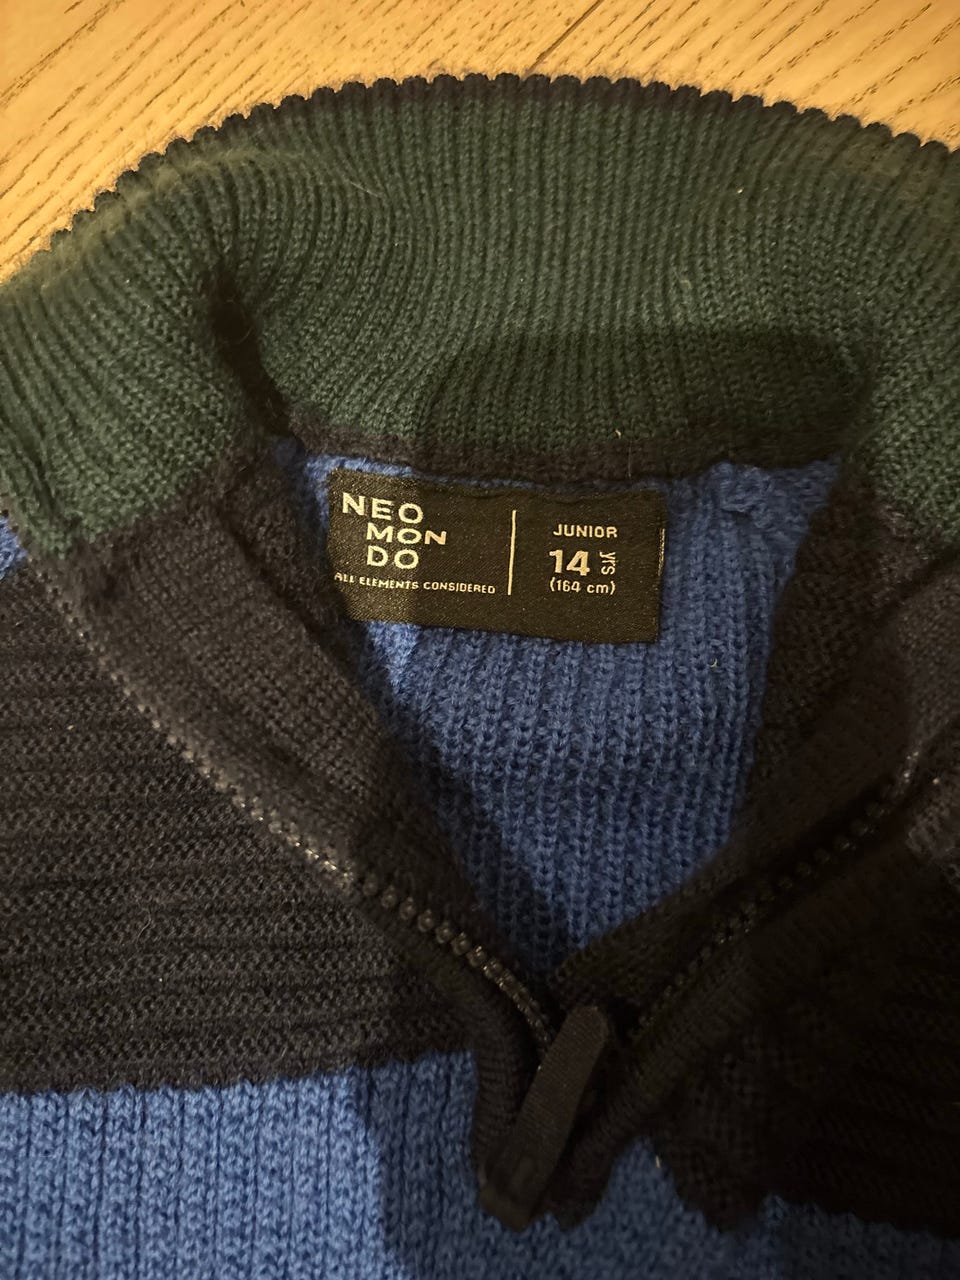 NEO
MON
DO
ALL ELEMENTS CONSIDERED
JUNIOR
14 yrs
(164 cm)